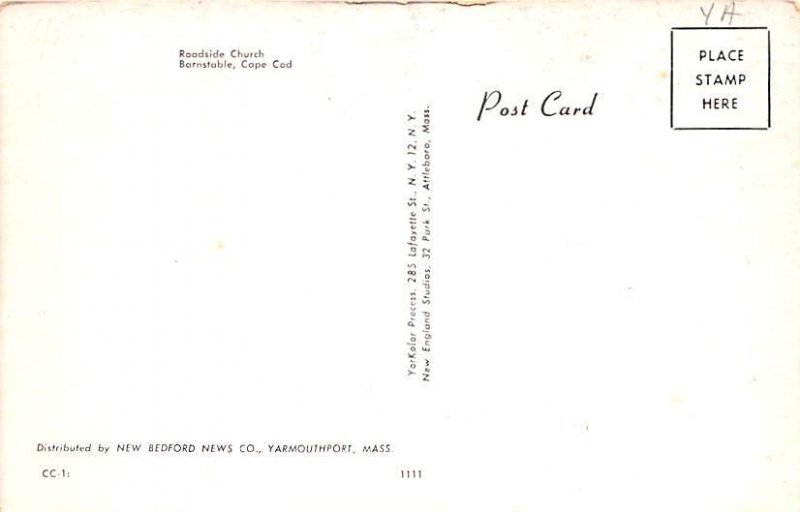 YA
Roadside Church
Barnstable, Cape Cod
Post Card
PLACE
STAMP
HERE
YorKolor Process, 285 Lafayette St., N. Y. 12, N. Y.
New England Studios, 32 Park St., Attleboro, Mass.
Distributed by NEW BEDFORD NEWS CO., YARMOUTHPORT, MASS.
CC-1:
1111